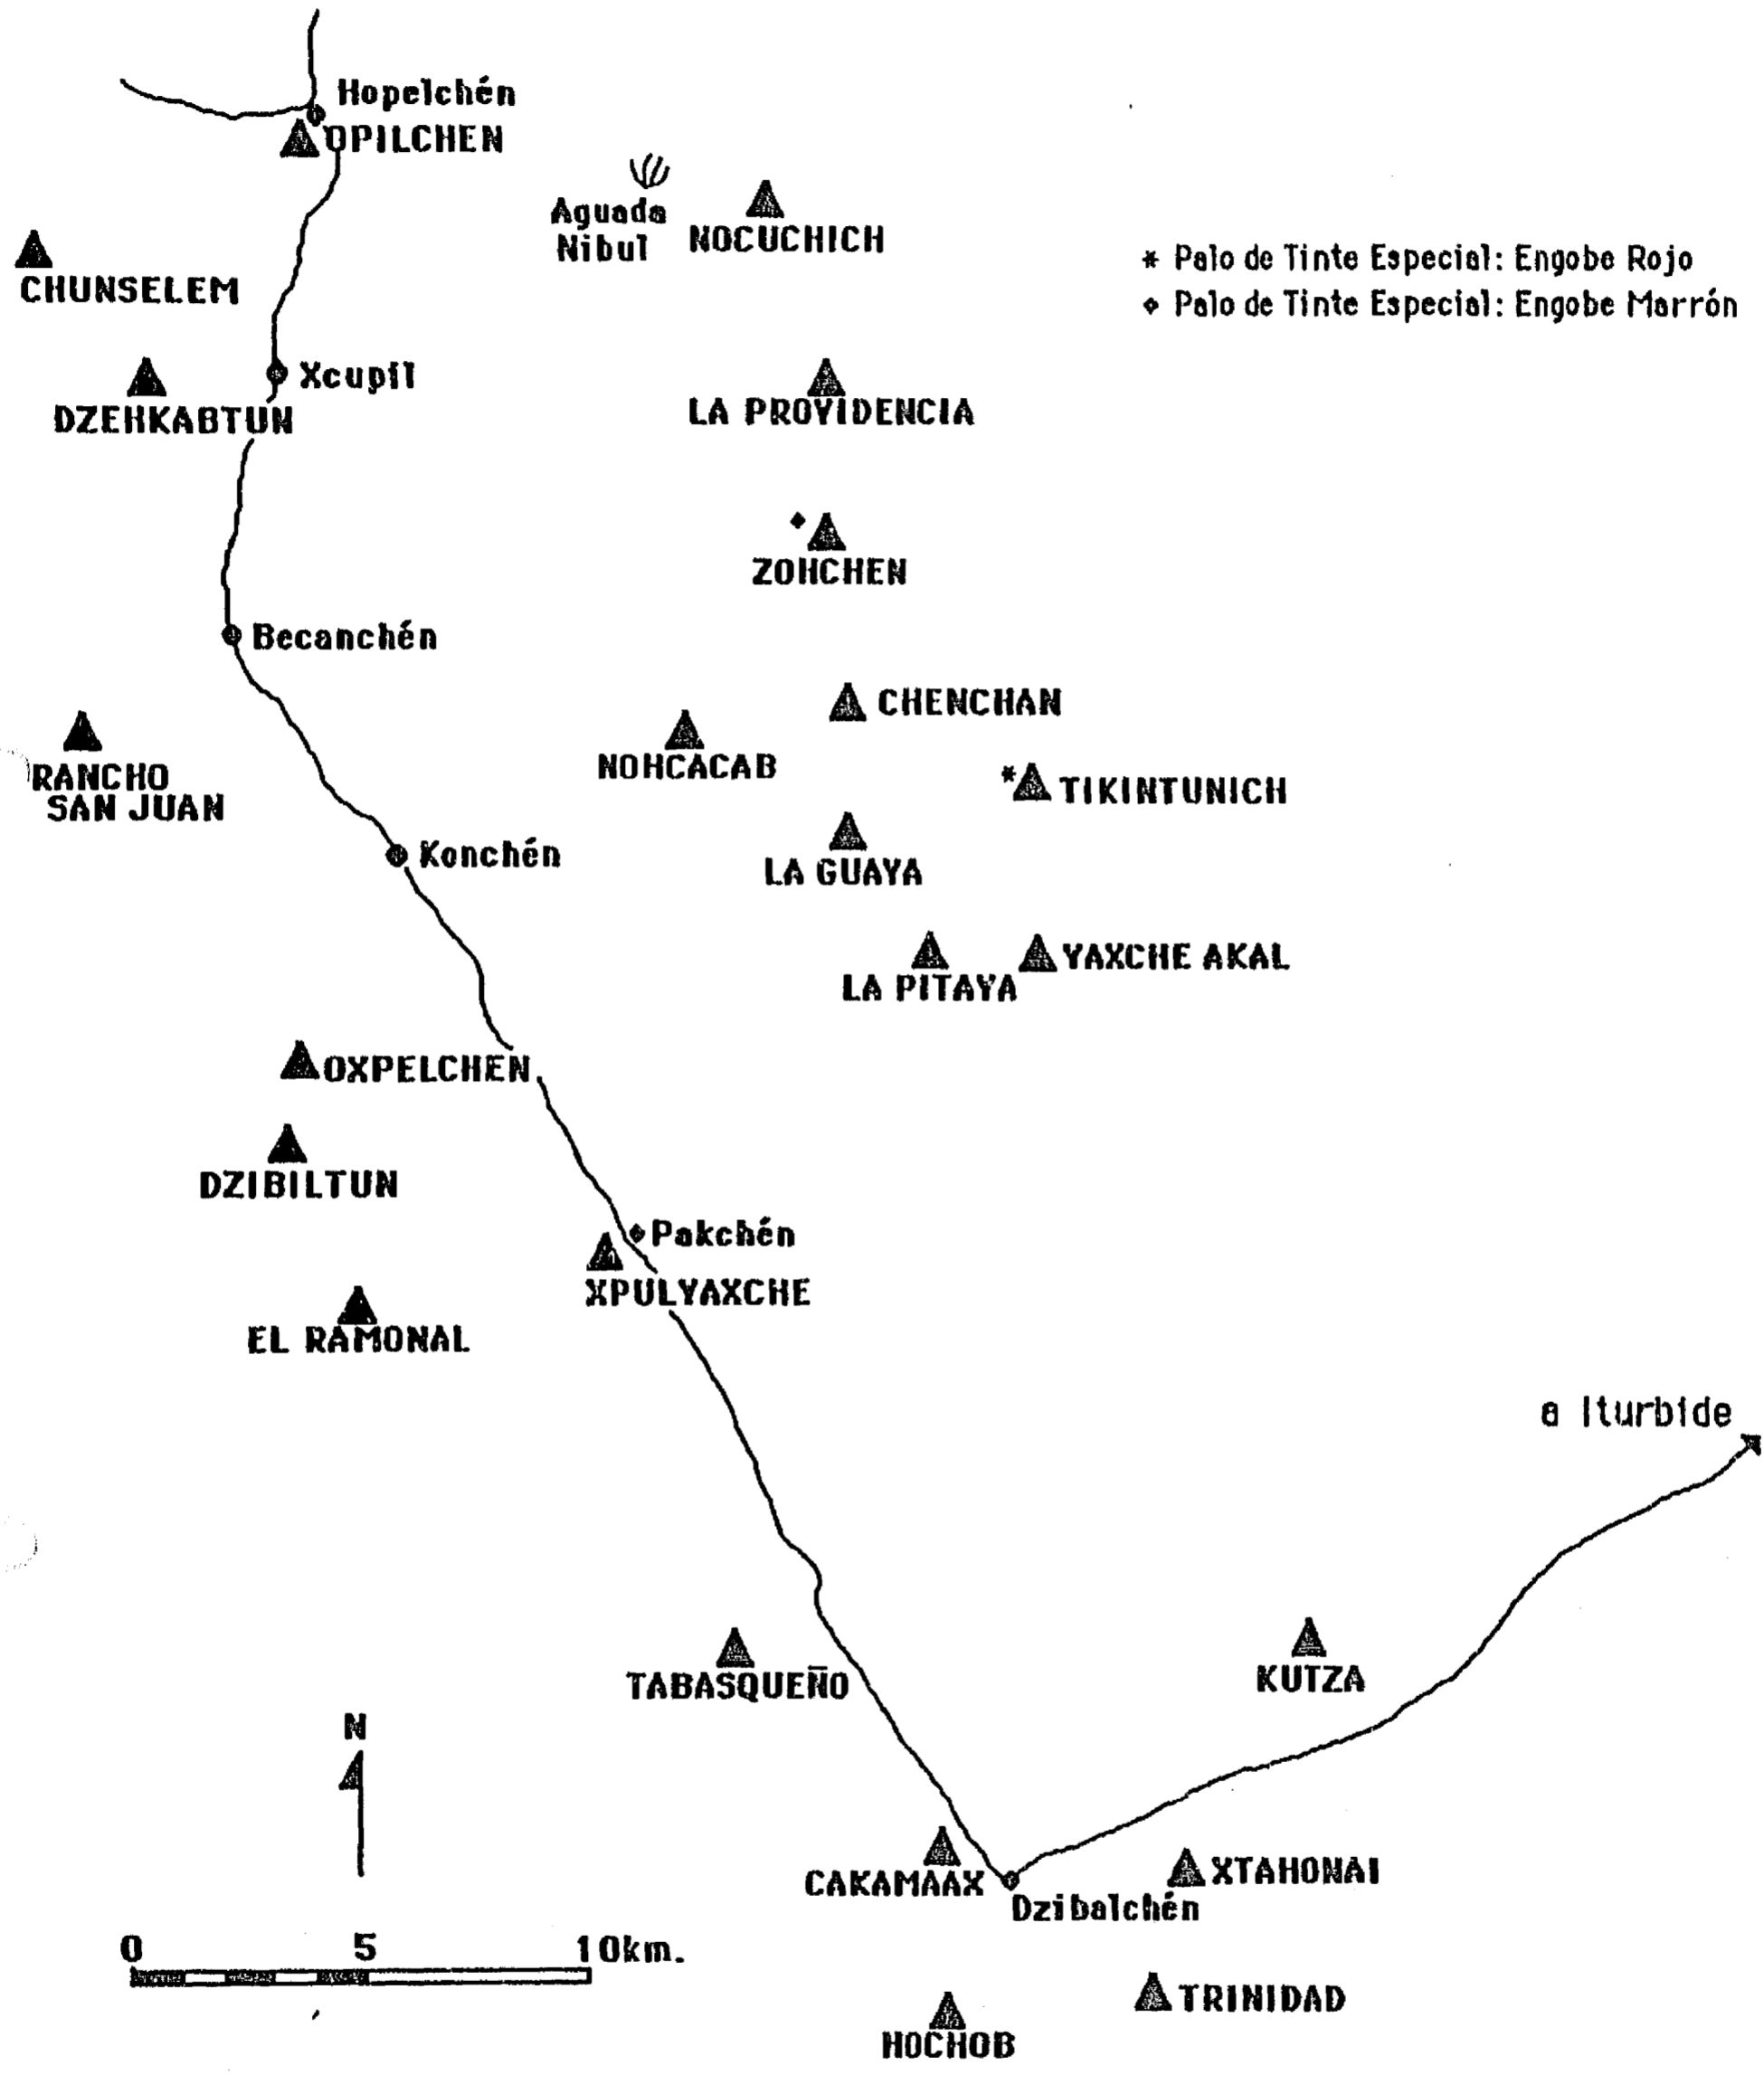 Hopelchén
OPILCHEN
Aguada
Nibul
NOCUCHICH
CHUNSELEM
* Palo de Tinte Especial: Engobe Rojo
⬥ Palo de Tinte Especial: Engobe Marrón
Xcupil
DZEHKABTUN
LA PROVIDENCIA
ZOHCHEN
Becanchén
CHENCHAN
NOHCACAB
RANCHO
SAN JUAN
* TIKINTUNICH
LA GUAYA
Konchén
YAXCHE AKAL
LA PITAYA
OXPELCHEN
DZIBILTUN
Pakchén
XPULYAXCHE
EL RAMONAL
a Iturbide
TABASQUEÑO
KUTZA
N
CAKAMAAX
XTAHONAI
Dzibalchén
0 5 10km.
TRINIDAD
HOCHOB